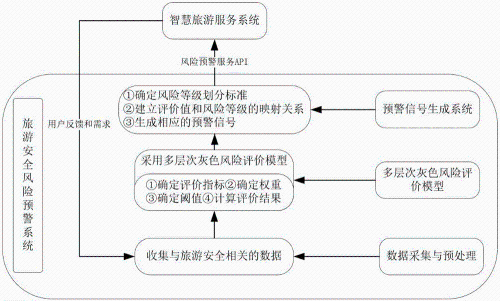 智慧旅游服务系统
风险预警服务API
用户反馈和需求
①确定风险等级划分标准
②建立评价值和风险等级的映射关系
③生成相应的预警信号
预警信号生成系统
旅游安全风险预警系统
采用多层次灰色风险评价模型
①确定评价指标②确定权重
③确定阈值④计算评价结果
多层次灰色风险评
价模型
收集与旅游安全相关的数据
数据采集与预处理